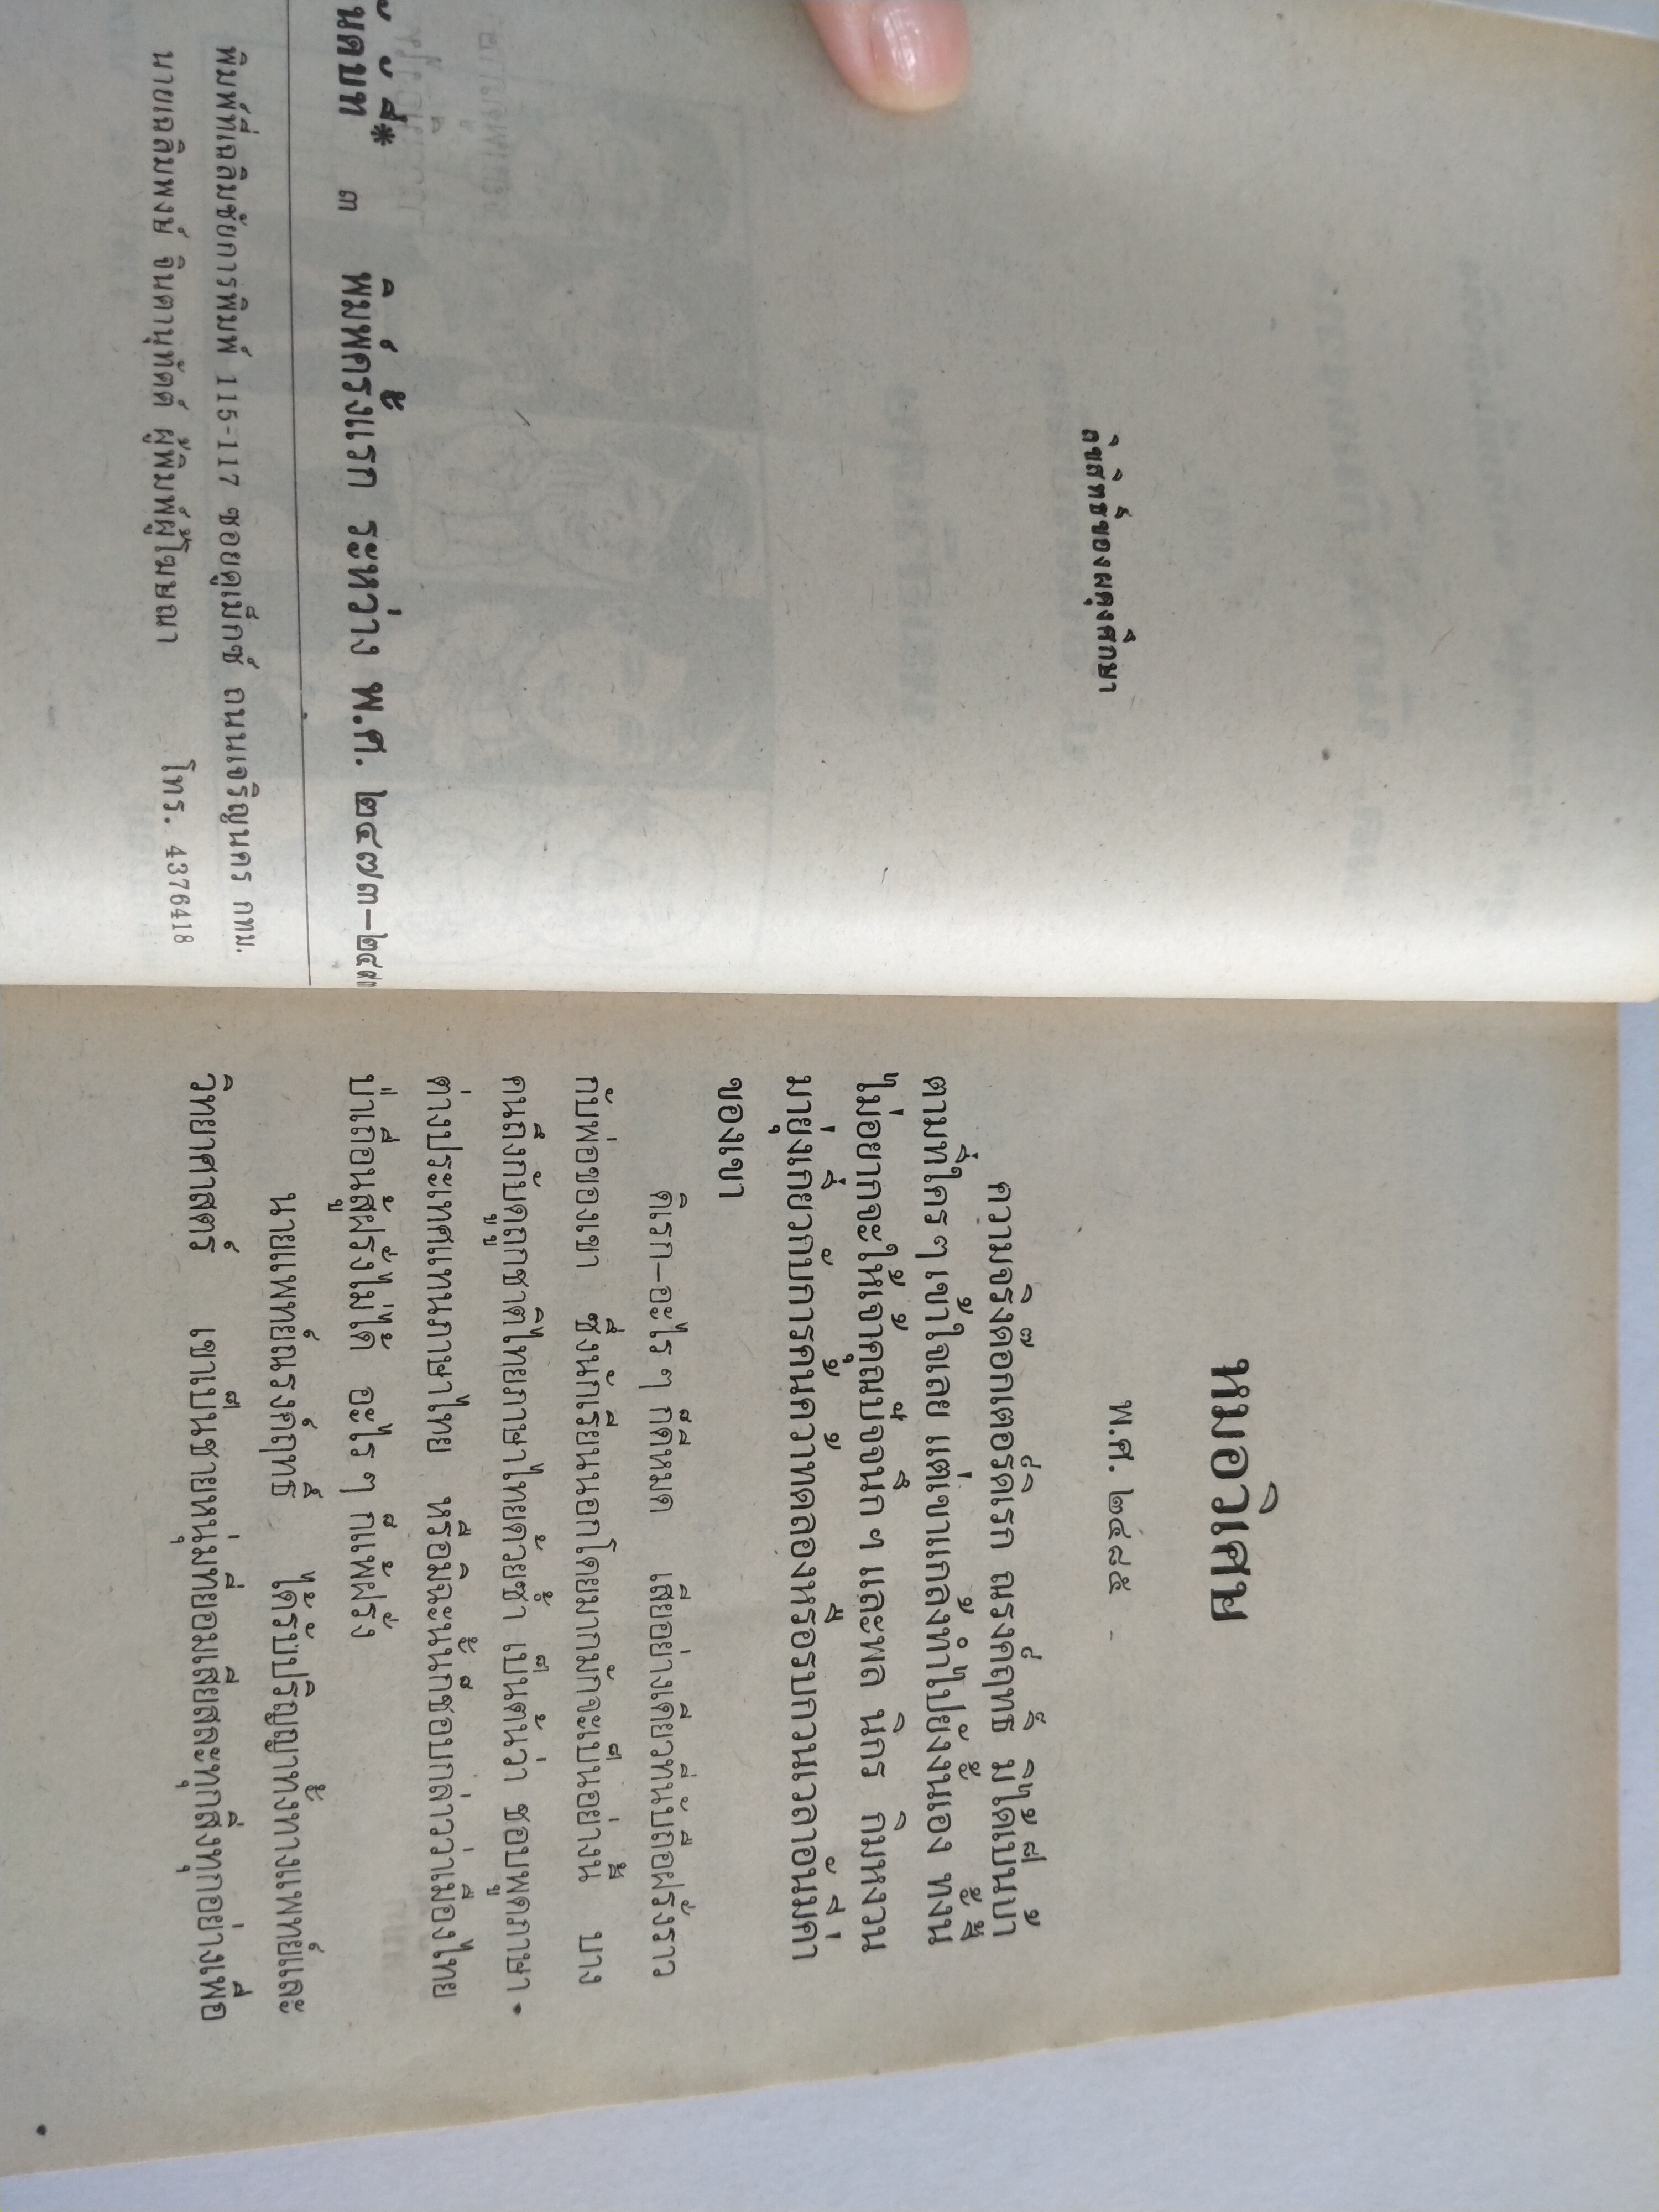 ลิขสิทธิ์ของผดุงศึกษา
พิมพ์ครั้งแรก ระหว่าง พ.ศ. ๒๔๗๓-๒๔๗
พิมพ์ที่เฉลิมชัยการพิมพ์ 115-117 ซอยดูเม็กซ์ ถนนเจริญนคร กทม.
นายเฉลิมพงษ์ จินดานุทัดต์ ผู้พิมพ์ผู้โฆษณา โทร. 4376418
หมอวิเศษ
พ.ศ. ๒๔๘๕
ความจริงด๊อกเตอร์ดิเรก ณรงค์ฤทธิ์ มิได้เป็นบ้า
ตามที่ใคร ๆ เข้าใจเลย แต่เขาแกล้งทำไปยังงั้นเอง ทั้งนี้
ไม่อยากจะให้เจ้าคุณปัจจนึก ฯ และพล นิกร กิมหงวน
มายุ่งเกี่ยวกับการค้นคว้าทดลองหรือรบกวนเวลาอันมีค่า
ของเขา
ดิเรก-อะไร ๆ ก็ดีหมด เสียอย่างเดียวที่นับถือฝรั่งราว
กับพ่อของเขา ซึ่งนักเรียนนอกโดยมากมักจะเป็นอย่างนี้ บาง
คนถึงกับดูถูกชาติไทยภาษาไทยด้วยซ้ำ เป็นต้นว่า ชอบพูดภาษา
ต่างประเทศแทนภาษาไทย หรือมิฉะนั้นก็ชอบกล่าวว่าเมืองไทย
ป่าเถื่อนสู้ฝรั่งไม่ได้ อะไร ๆ ก็แพ้ฝรั่ง
นายแพทย์ณรงค์ฤทธิ์ ได้รับปริญญาทั้งทางแพทย์และ
วิทยาศาสตร์ เขาเป็นชายหนุ่มที่ยอมเสียสละทุกสิ่งทุกอย่างเพื่อ